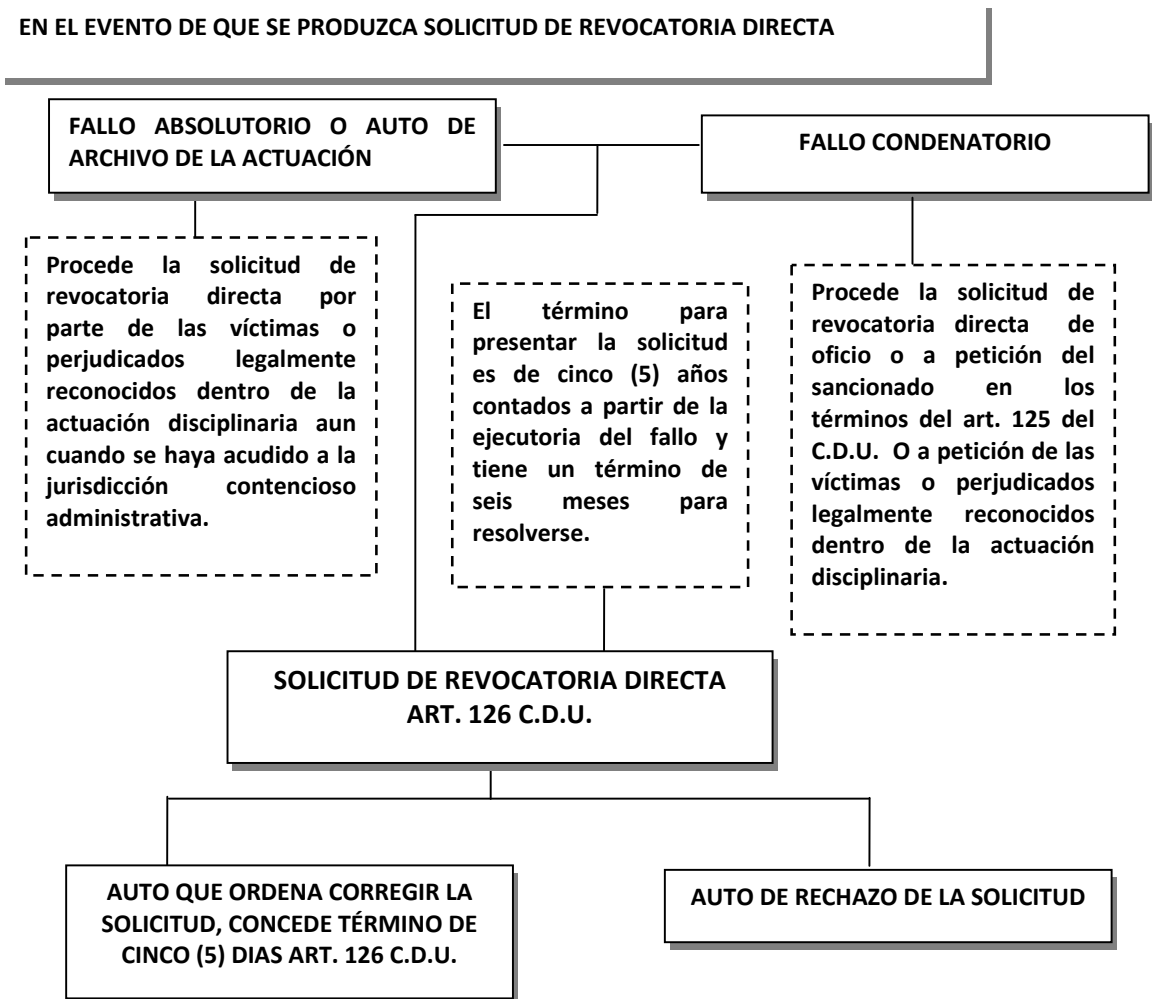 EN EL EVENTO DE QUE SE PRODUZCA SOLICITUD DE REVOCATORIA DIRECTA
FALLO ABSOLUTORIO O AUTO DE
ARCHIVO DE LA ACTUACIÓN
FALLO CONDENATORIO
Procede la solicitud de
revocatoria directa por
parte de las víctimas o
perjudicados legalmente
reconocidos dentro de la
actuación disciplinaria aun
cuando se haya acudido a la
jurisdicción contencioso
administrativa.
El término para
presentar la solicitud
es de cinco (5) años
contados a partir de la
ejecutoria del fallo y
tiene un término de
seis meses para
resolverse.
Procede la solicitud de
revocatoria directa de
oficio o a petición del
sancionado en los
términos del art. 125 del
C.D.U. O a petición de las
víctimas o perjudicados
legalmente reconocidos
dentro de la actuación
disciplinaria.
SOLICITUD DE REVOCATORIA DIRECTA
ART. 126 C.D.U.
AUTO QUE ORDENA CORREGIR LA
SOLICITUD, CONCEDE TÉRMINO DE
CINCO (5) DIAS ART. 126 C.D.U.
AUTO DE RECHAZO DE LA SOLICITUD